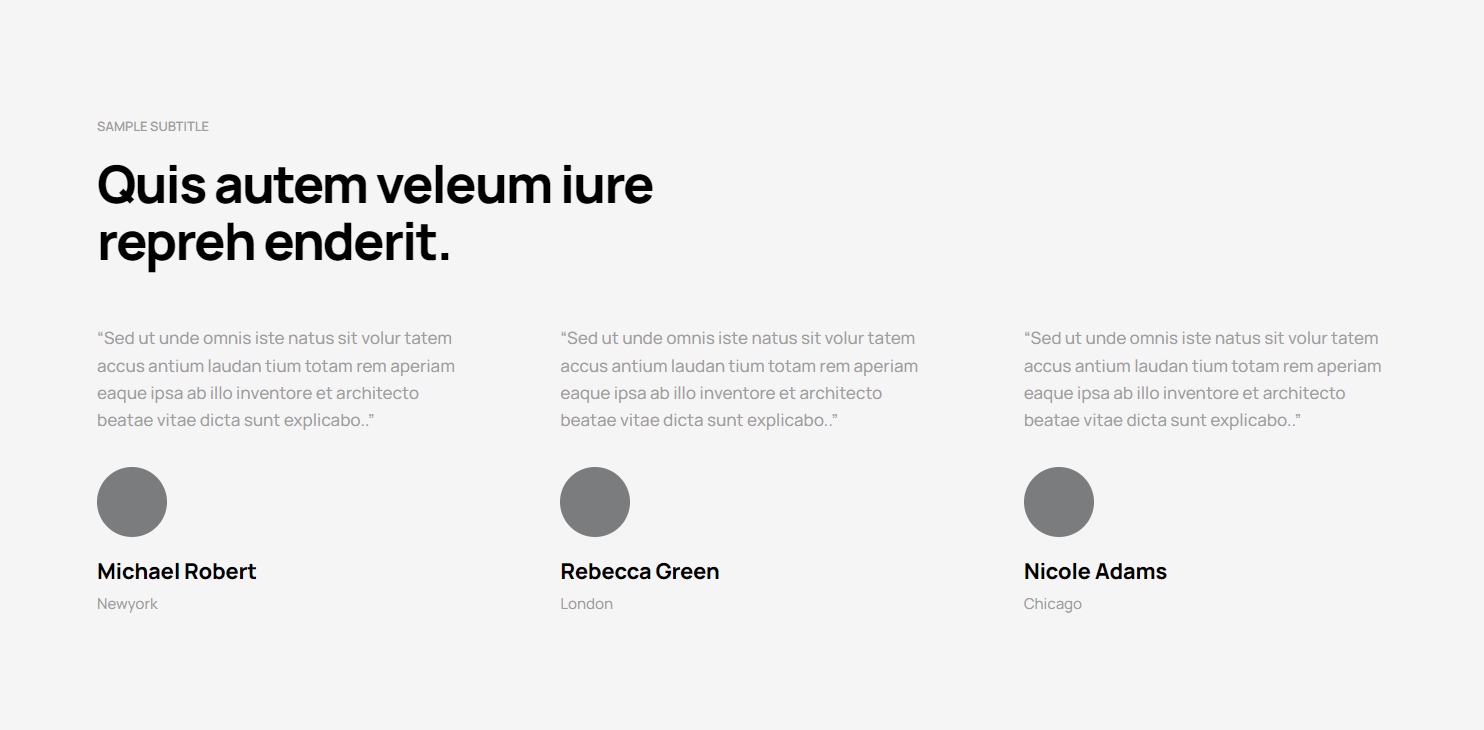 SAMPLE SUBTITLE
Quis autem veleum iure
repreh enderit.
“Sed ut unde omnis iste natus sit volur tatem
accus antium laudan tium totam rem aperiam
eaque ipsa ab illo inventore et architecto
beatae vitae dicta sunt explicabo..”
Michael Robert
Newyork
“Sed ut unde omnis iste natus sit volur tatem
accus antium laudan tium totam rem aperiam
eaque ipsa ab illo inventore et architecto
beatae vitae dicta sunt explicabo..”
Rebecca Green
London
“Sed ut unde omnis iste natus sit volur tatem
accus antium laudan tium totam rem aperiam
eaque ipsa ab illo inventore et architecto
beatae vitae dicta sunt explicabo..”
Nicole Adams
Chicago